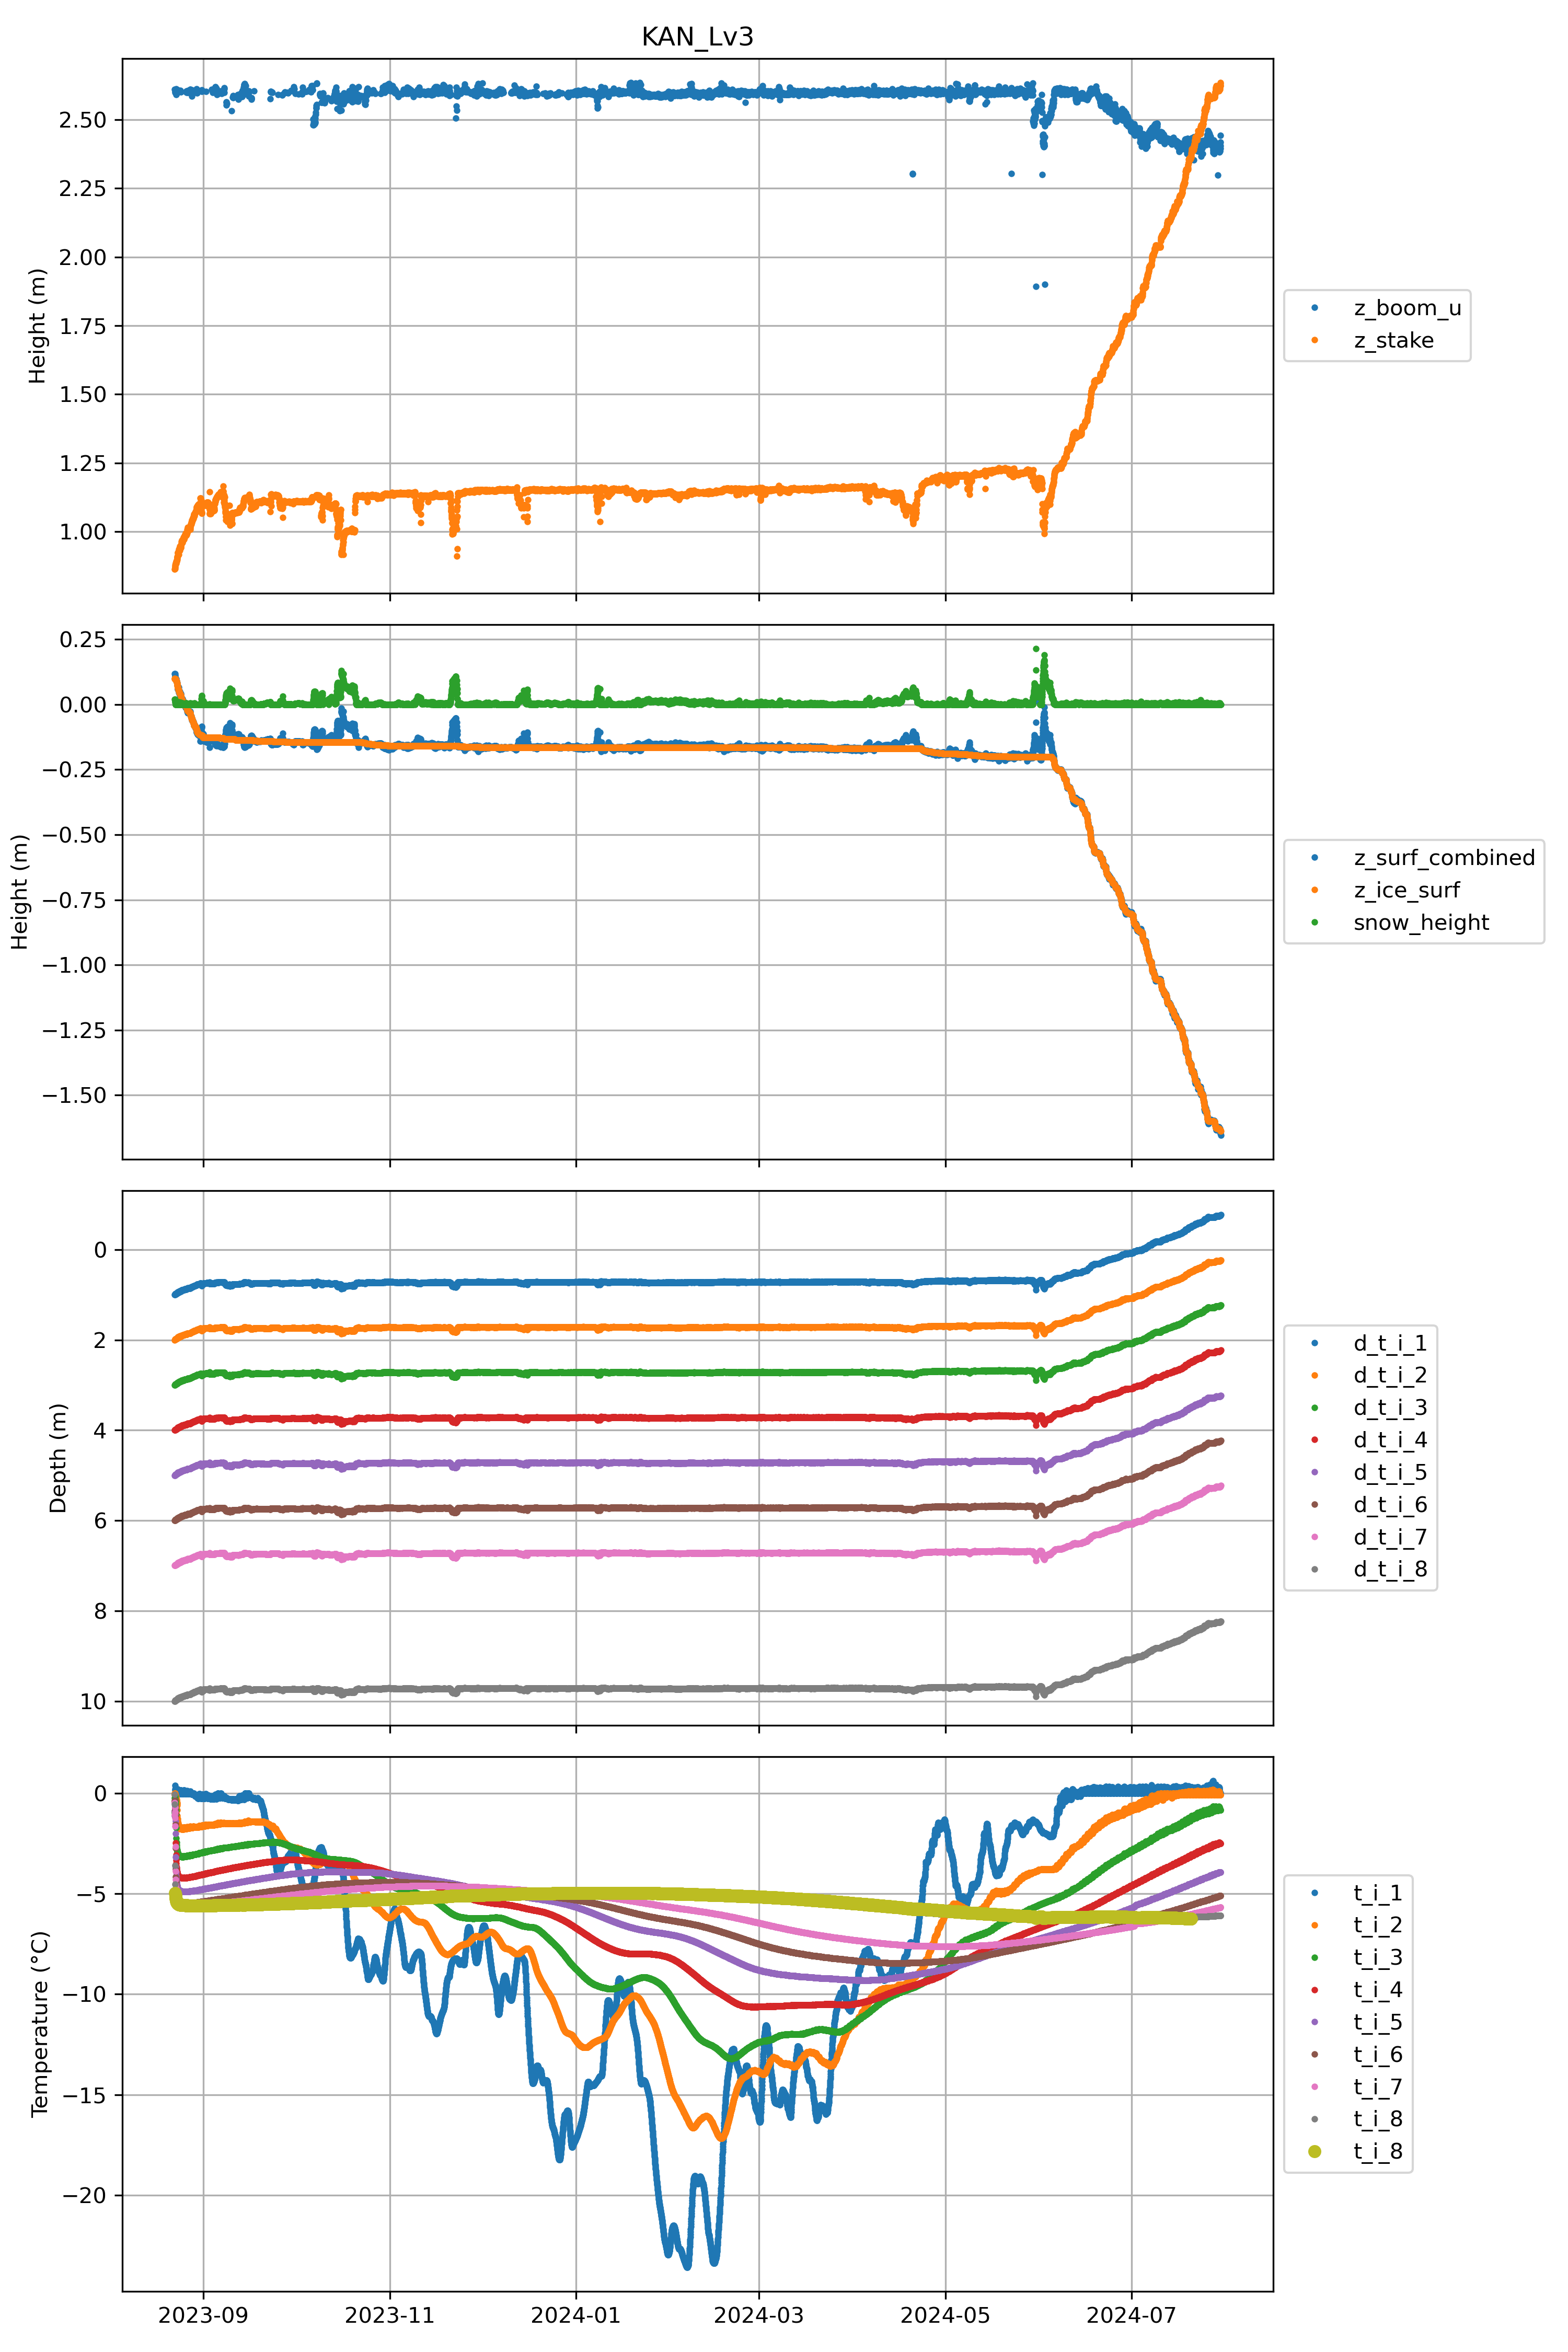 KAN_Lv3
Height (m)
2.50
2.25
2.00
1.75
1.50
1.25
1.00
z_boom_u
z_stake
Height (m)
0.25
0.00
−0.25
−0.50
−0.75
−1.00
−1.25
−1.50
z_surf_combined
z_ice_surf
snow_height
Depth (m)
0
2
4
6
8
10
d_t_i_1
d_t_i_2
d_t_i_3
d_t_i_4
d_t_i_5
d_t_i_6
d_t_i_7
d_t_i_8
Temperature (°C)
0
−5
−10
−15
−20
t_i_1
t_i_2
t_i_3
t_i_4
t_i_5
t_i_6
t_i_7
t_i_8
t_i_8
2023-09 2023-11 2024-01 2024-03 2024-05 2024-07